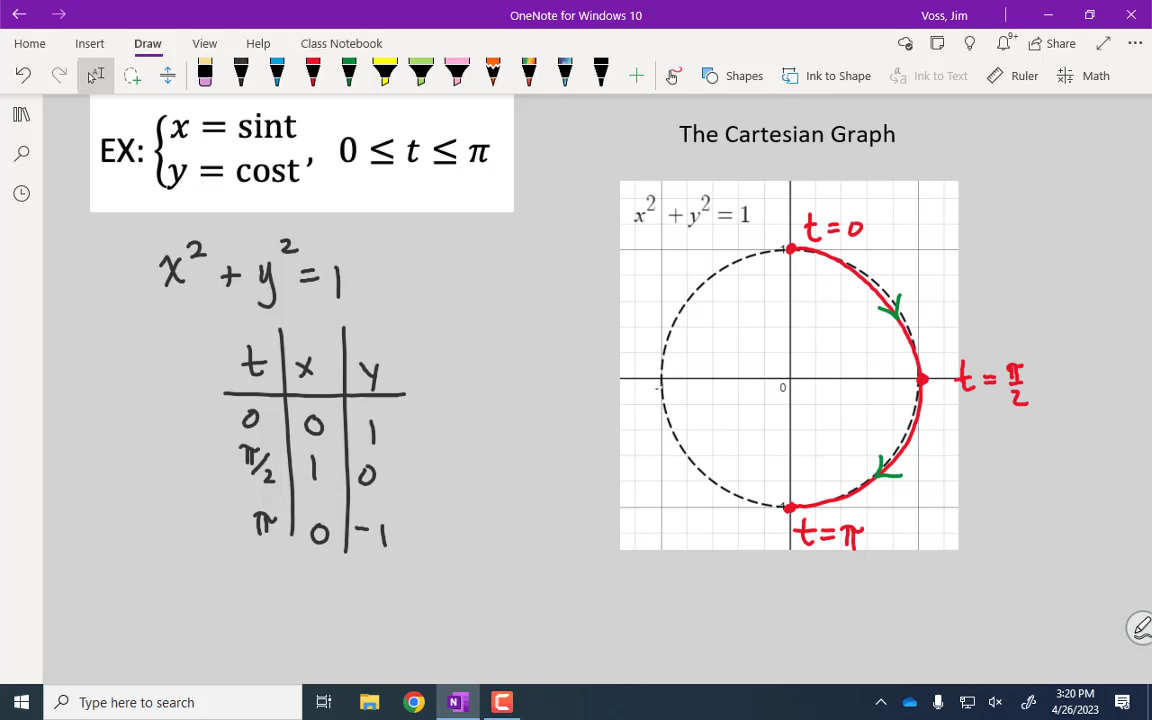 OneNote for Windows 10
Voss, Jim
Home Insert Draw View Help Class Notebook
9+
Share
Shapes Ink to Shape Ink to Text Ruler Math
EX: {x = sint
y = cost, 0 ≤ t ≤ π
The Cartesian Graph
x² + y² = 1
t = 0
x² + y² = 1
1
t x y
0 0 1
π/2 1 0
π 0 -1
0
t = π/2
t = π
Type here to search
3:20 PM
4/26/2023